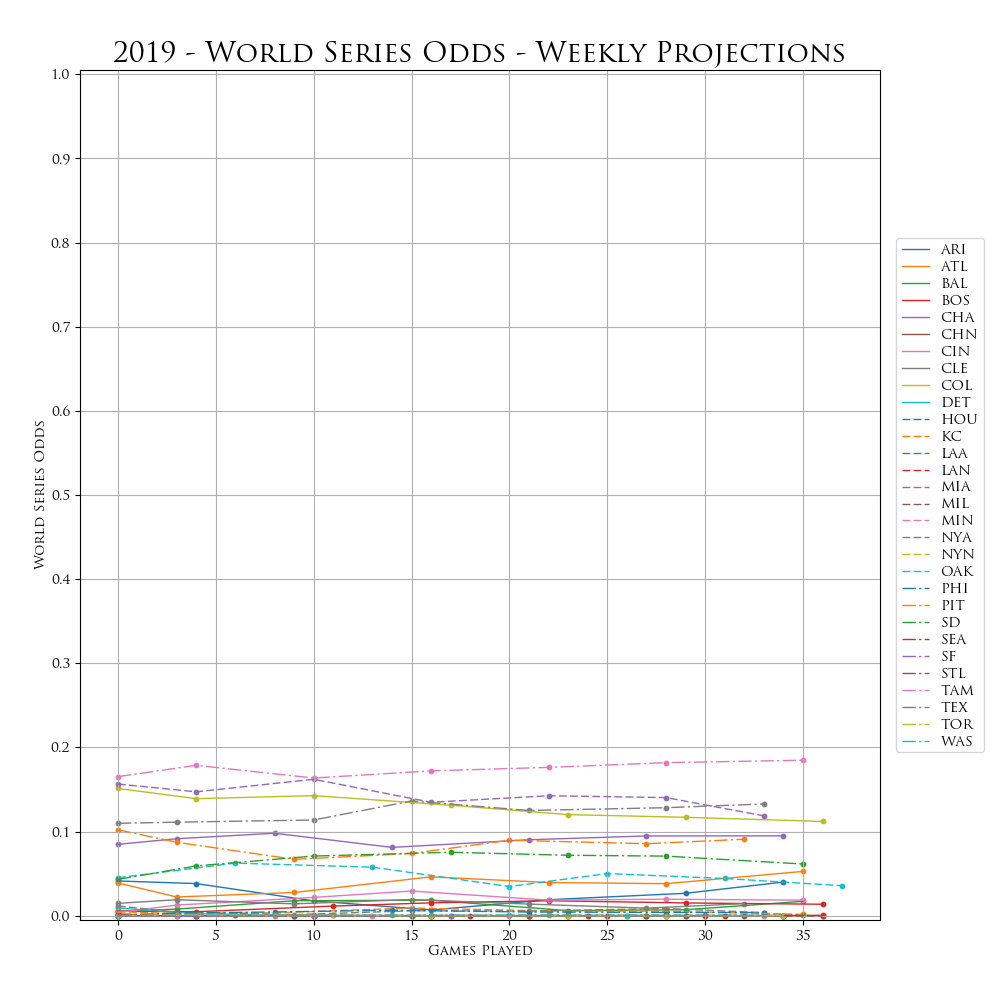 2019 - World Series Odds - Weekly Projections
1.0
0.9
0.8
0.7
0.6
0.5
0.4
0.3
0.2
0.1
0.0
World Series Odds
0 5 10 15 20 25 30 35
Games Played
ARI
ATL
BAL
BOS
CHA
CHN
CIN
CLE
COL
DET
HOU
KC
LAA
LAN
MIA
MIL
MIN
NYA
NYN
OAK
PHI
PIT
SD
SEA
SF
STL
TAM
TEX
TOR
WAS